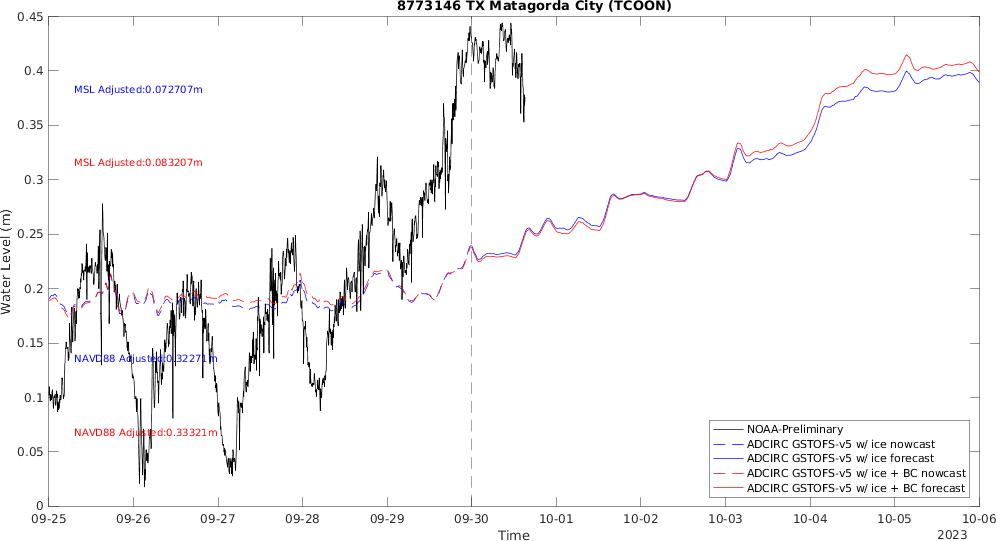 8773146 TX Matagorda City (TCOON)
Water Level (m)
0.45
0.4
0.35
0.3
0.25
0.2
0.15
0.1
0.05
0
MSL Adjusted:0.072707m
MSL Adjusted:0.083207m
NAVD88 Adjusted:0.32271m
NAVD88 Adjusted:0.33321m
NOAA-Preliminary
ADCIRC GSTOFS-v5 w/ ice nowcast
ADCIRC GSTOFS-v5 w/ ice forecast
ADCIRC GSTOFS-v5 w/ ice + BC nowcast
ADCIRC GSTOFS-v5 w/ ice + BC forecast
09-25 09-26 09-27 09-28 09-29 09-30 10-01 10-02 10-03 10-04 10-05 10-06
Time
2023